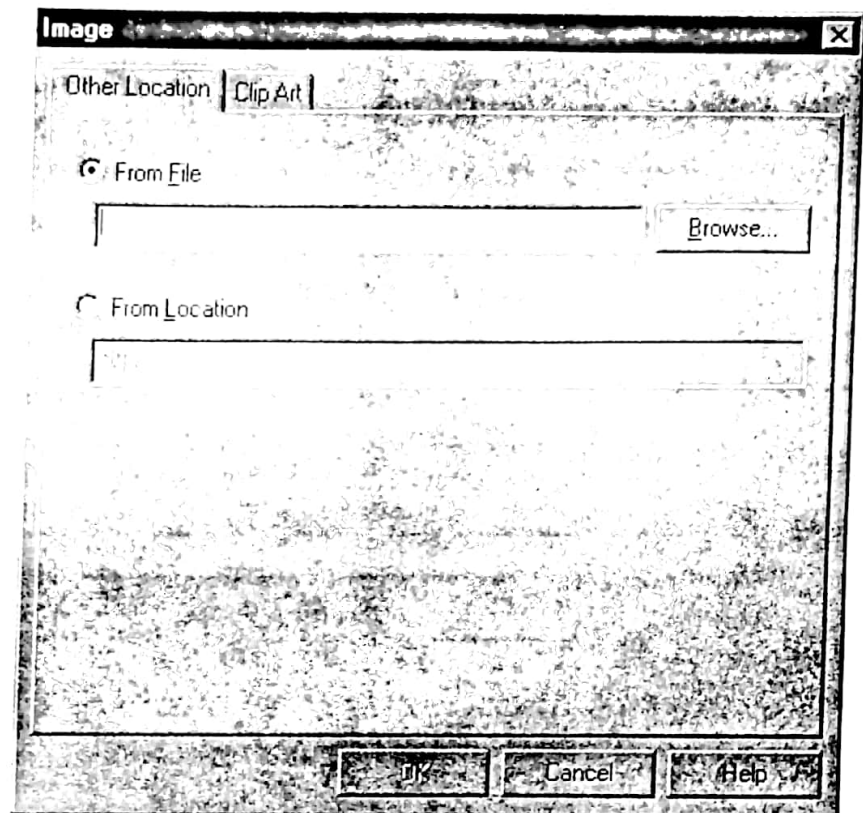 Image
Other Location Clip Art
From File
Browse...
From Location
OK Cancel Help